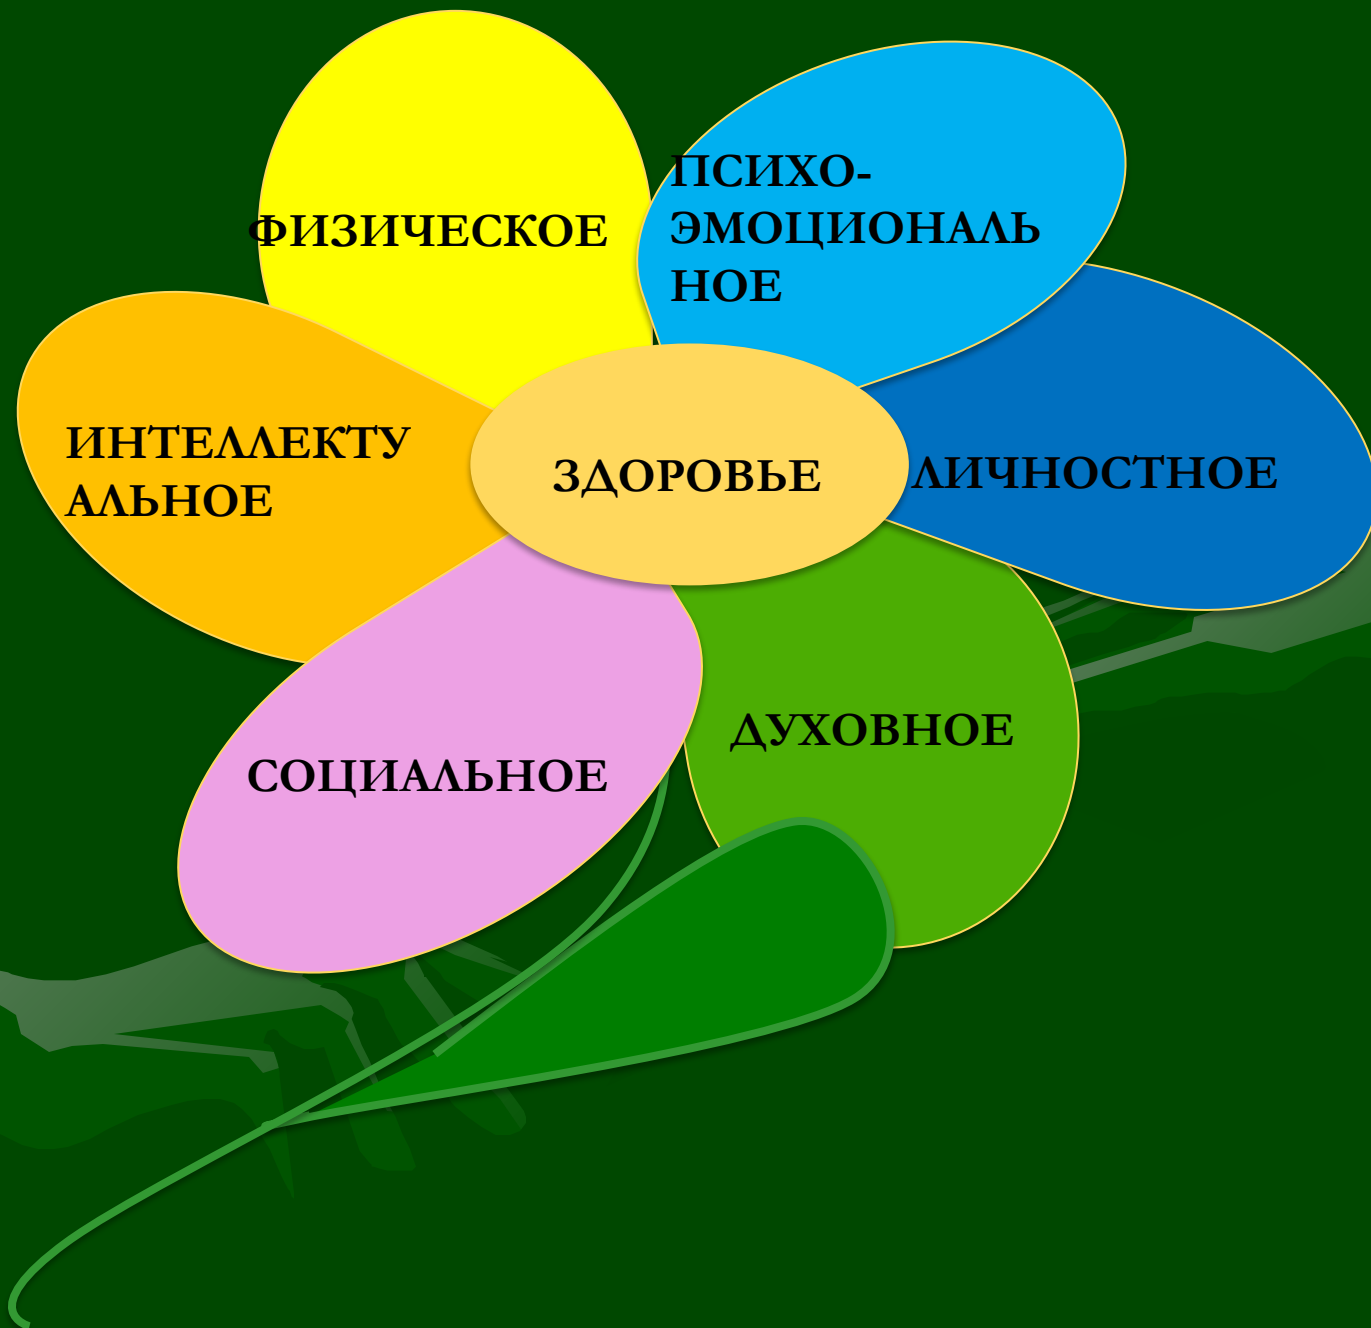 ФИЗИЧЕСКОЕ
ПСИХО-
ЭМОЦИОНАЛЬ
НОЕ
ИНТЕЛЛЕКТУ
АЛЬНОЕ
ЗДОРОВЬЕ
ЛИЧНОСТНОЕ
СОЦИАЛЬНОЕ
ДУХОВНОЕ